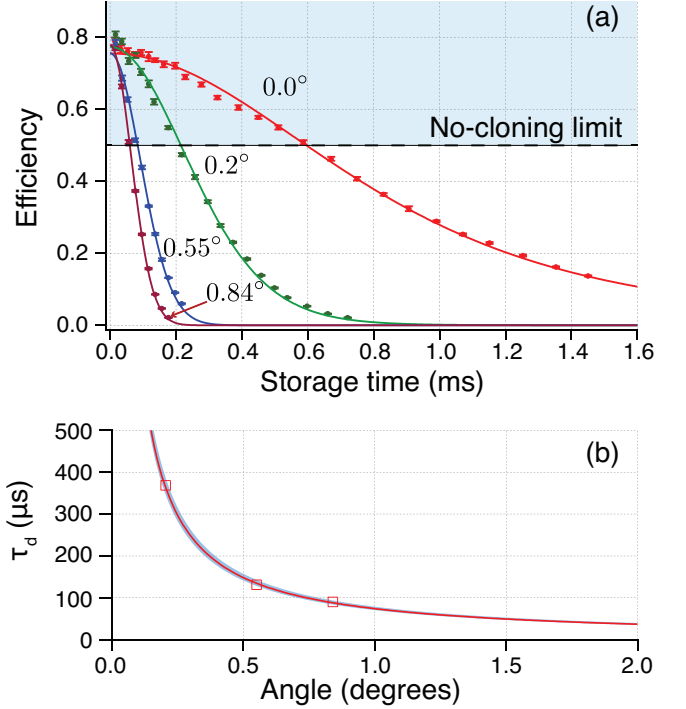 (a)
0.8
0.6
0.4
0.2
0.0
Efficiency
0.0°
No-cloning limit
0.2°
0.55°
0.84°
0.0 0.2 0.4 0.6 0.8 1.0 1.2 1.4 1.6
Storage time (ms)
(b)
500
400
300
200
100
0
τd (µs)
0.0 0.5 1.0 1.5 2.0
Angle (degrees)